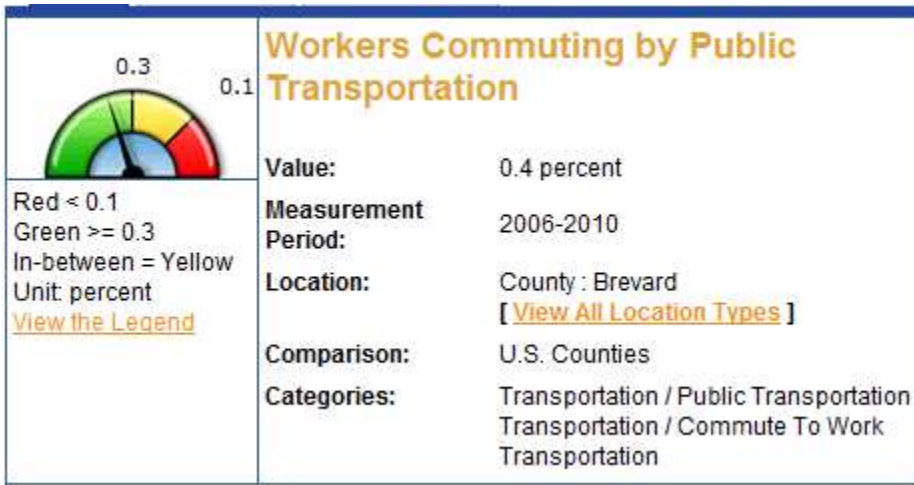 0.3
0.1
Red < 0.1
Green >= 0.3
In-between = Yellow
Unit: percent
View the Legend
Workers Commuting by Public
Transportation
Value: 0.4 percent
Measurement
Period: 2006-2010
Location: County : Brevard
[ View All Location Types ]
Comparison: U.S. Counties
Categories: Transportation / Public Transportation
Transportation / Commute To Work
Transportation